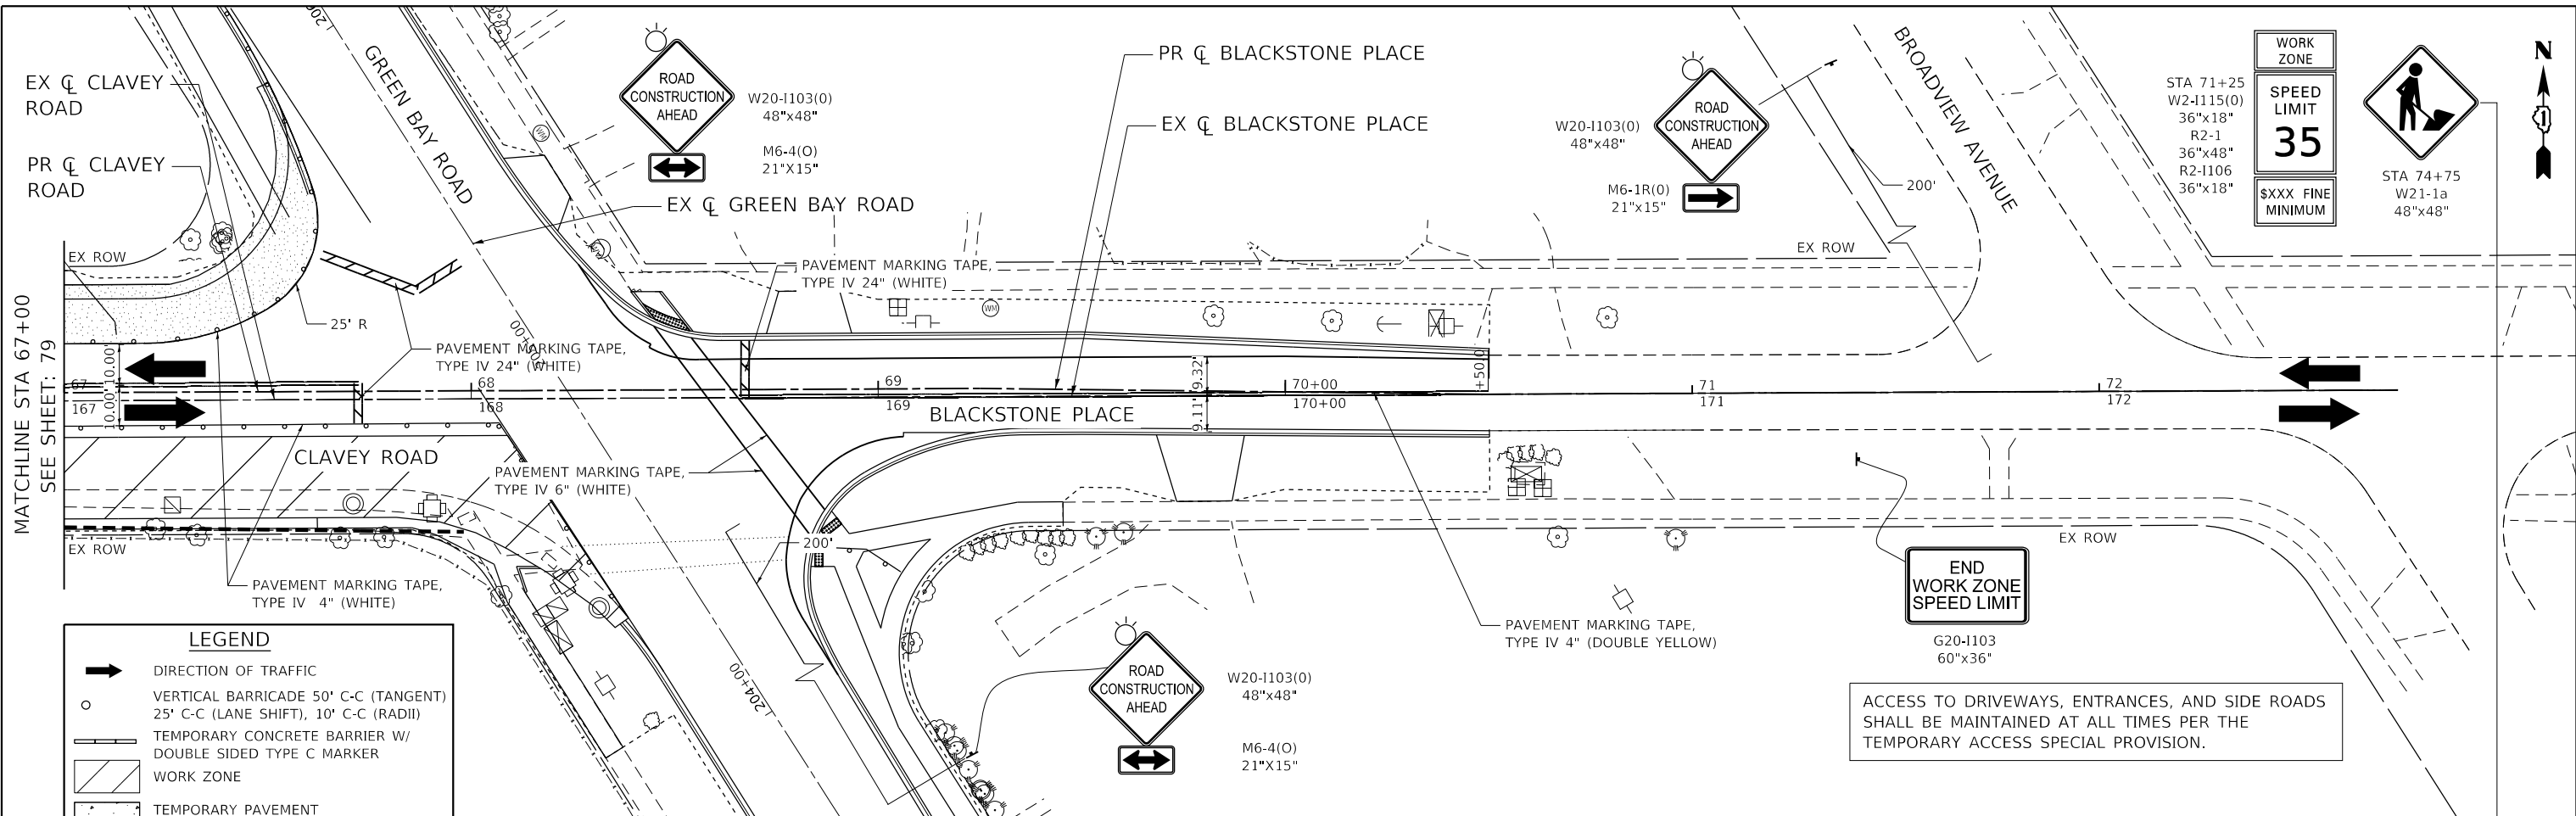 EX ℄ CLAVEY
ROAD
PR ℄ CLAVEY
ROAD
206
GREEN BAY ROAD
ROAD
CONSTRUCTION
AHEAD
W20-I103(0)
48"x48"
M6-4(O)
21"X15"
PR ℄ BLACKSTONE PLACE
EX ℄ BLACKSTONE PLACE
EX ℄ GREEN BAY ROAD
W20-I103(0)
48"x48"
ROAD
CONSTRUCTION
AHEAD
M6-1R(0)
21"x15"
200'
BROADVIEW AVENUE
STA 71+25
W2-I115(0)
36"x18"
R2-1
36"x48"
R2-I106
36"x18"
WORK
ZONE
SPEED
LIMIT
35
$XXX FINE
MINIMUM
STA 74+75
W21-1a
48"x48"
N
1
EX ROW
EX ROW
WM
WM
WM
PAVEMENT MARKING TAPE,
TYPE IV 24" (WHITE)
25' R
PAVEMENT MARKING TAPE,
TYPE IV 24" (WHITE)
205+00
MATCHLINE STA 67+00
SEE SHEET: 79
10.00'
10.00'
67
167
68
168
69
169
9.32'
9.11'
70+00
170+00
+50.0
71
171
72
172
BLACKSTONE PLACE
CLAVEY ROAD
PAVEMENT MARKING TAPE,
TYPE IV 6" (WHITE)
200'
EX ROW
EX ROW
PAVEMENT MARKING TAPE,
TYPE IV 4" (WHITE)
END
WORK ZONE
SPEED LIMIT
G20-I103
60"x36"
PAVEMENT MARKING TAPE,
TYPE IV 4" (DOUBLE YELLOW)
204+00
ROAD
CONSTRUCTION
AHEAD
W20-I103(0)
48"x48"
M6-4(O)
21"X15"
ACCESS TO DRIVEWAYS, ENTRANCES, AND SIDE ROADS
SHALL BE MAINTAINED AT ALL TIMES PER THE
TEMPORARY ACCESS SPECIAL PROVISION.
LEGEND
DIRECTION OF TRAFFIC
VERTICAL BARRICADE 50' C-C (TANGENT)
25' C-C (LANE SHIFT), 10' C-C (RADII)
TEMPORARY CONCRETE BARRIER W/
DOUBLE SIDED TYPE C MARKER
WORK ZONE
TEMPORARY PAVEMENT